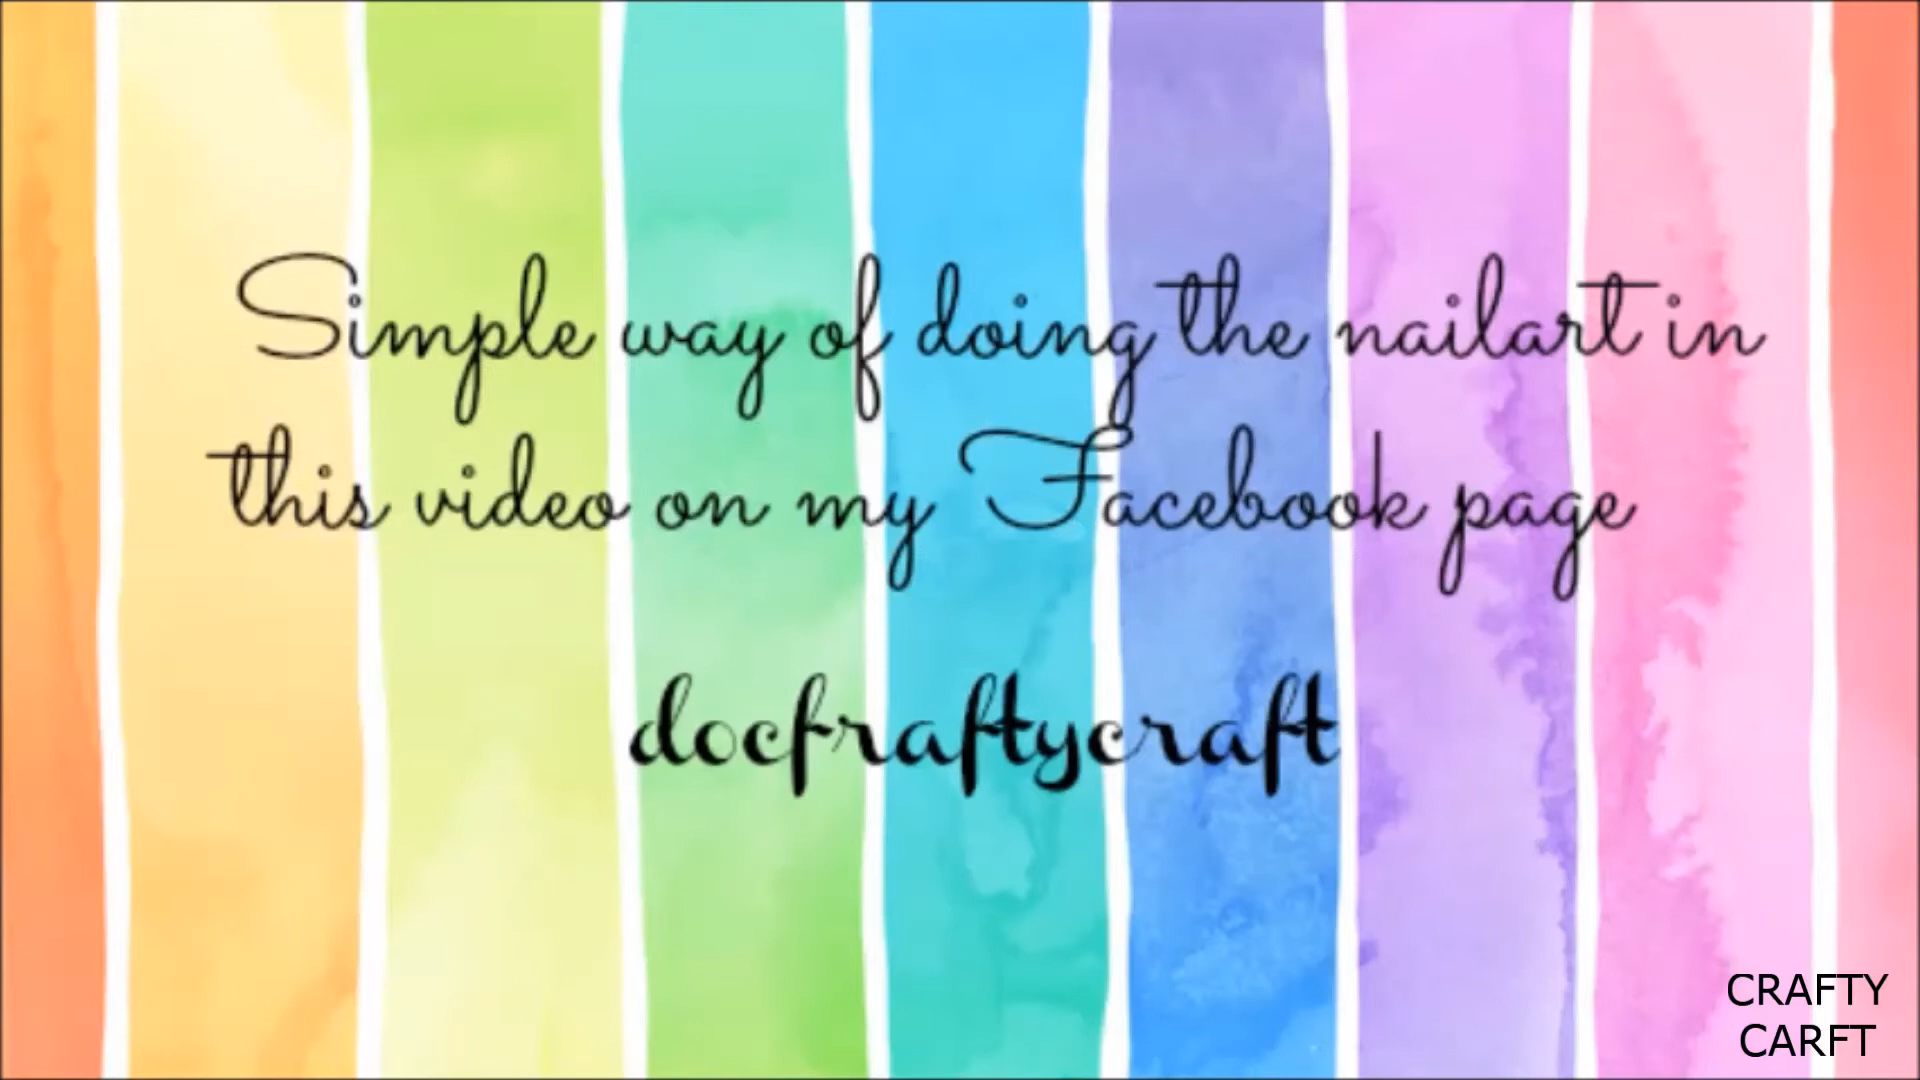 Simple way of doing the nailart in
this video on my Facebook page
docfraftycraft
CRAFTY
CARFT